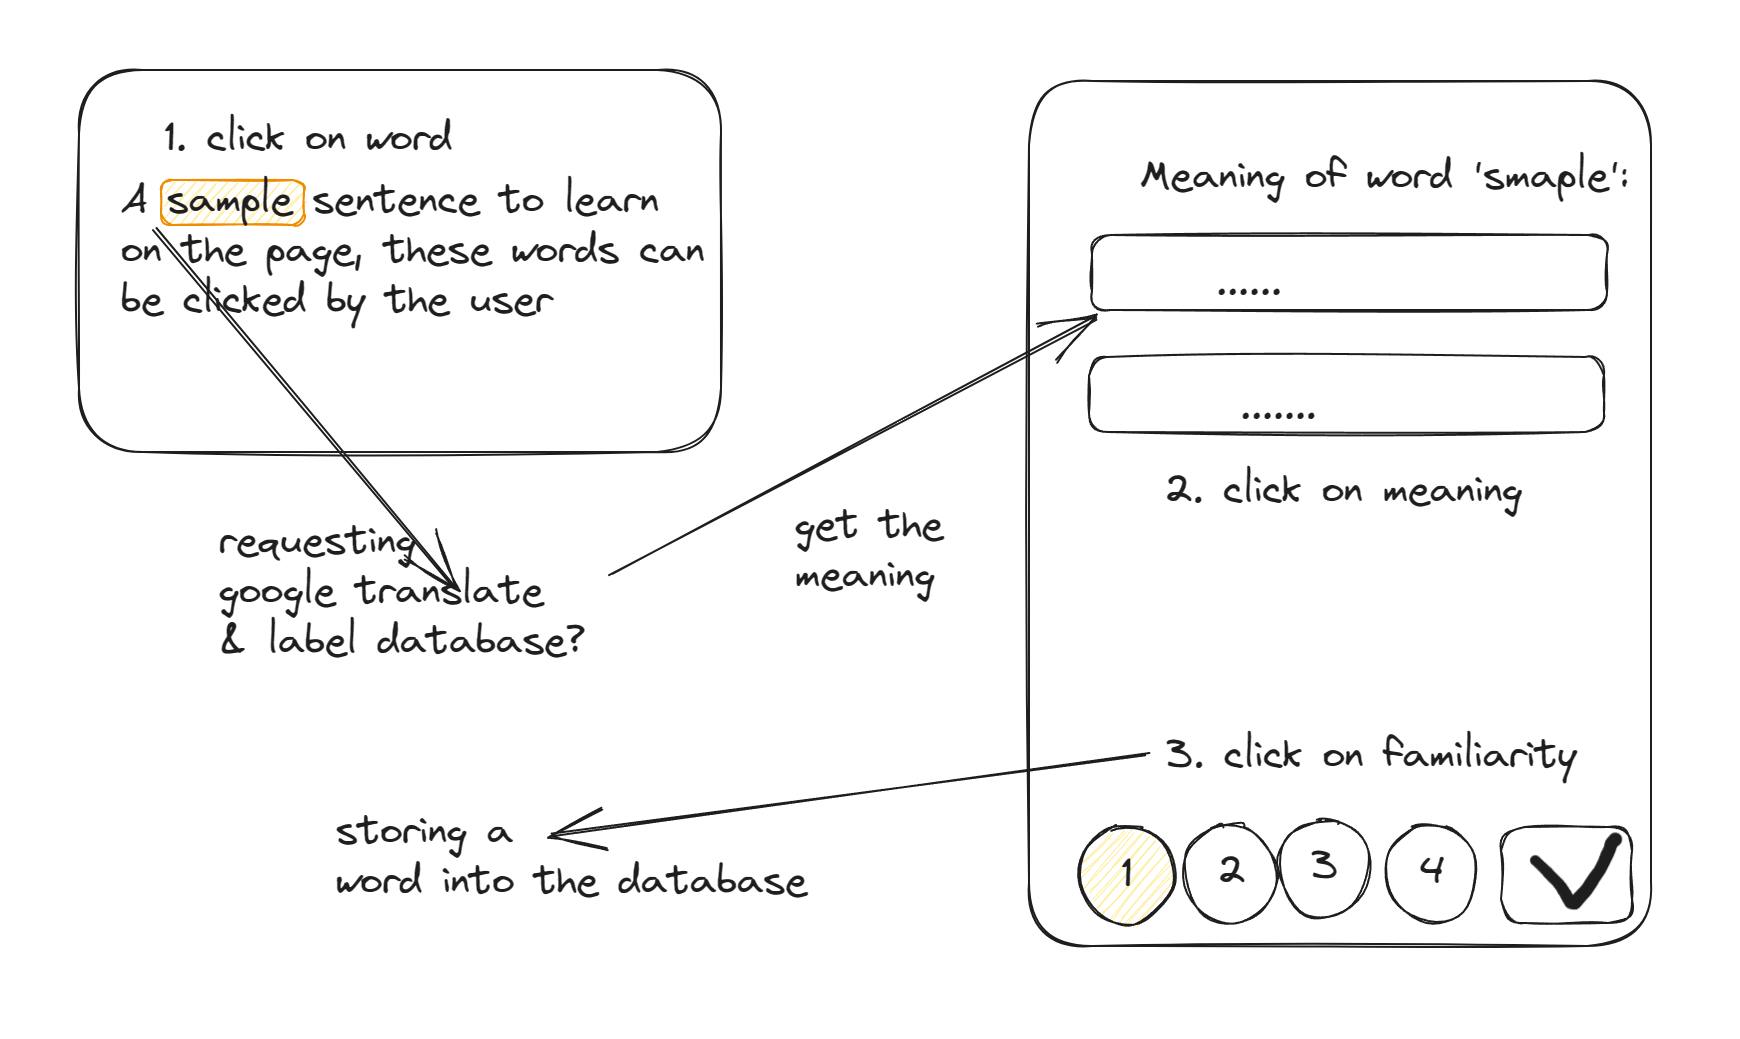 1. click on word
A sample sentence to learn
on the page, these words can
be clicked by the user
requesting
google translate
& label database?
get the
meaning
Meaning of word 'smaple':
......
.......
2. click on meaning
3. click on familiarity
1 2 3 4
storing a
word into the database